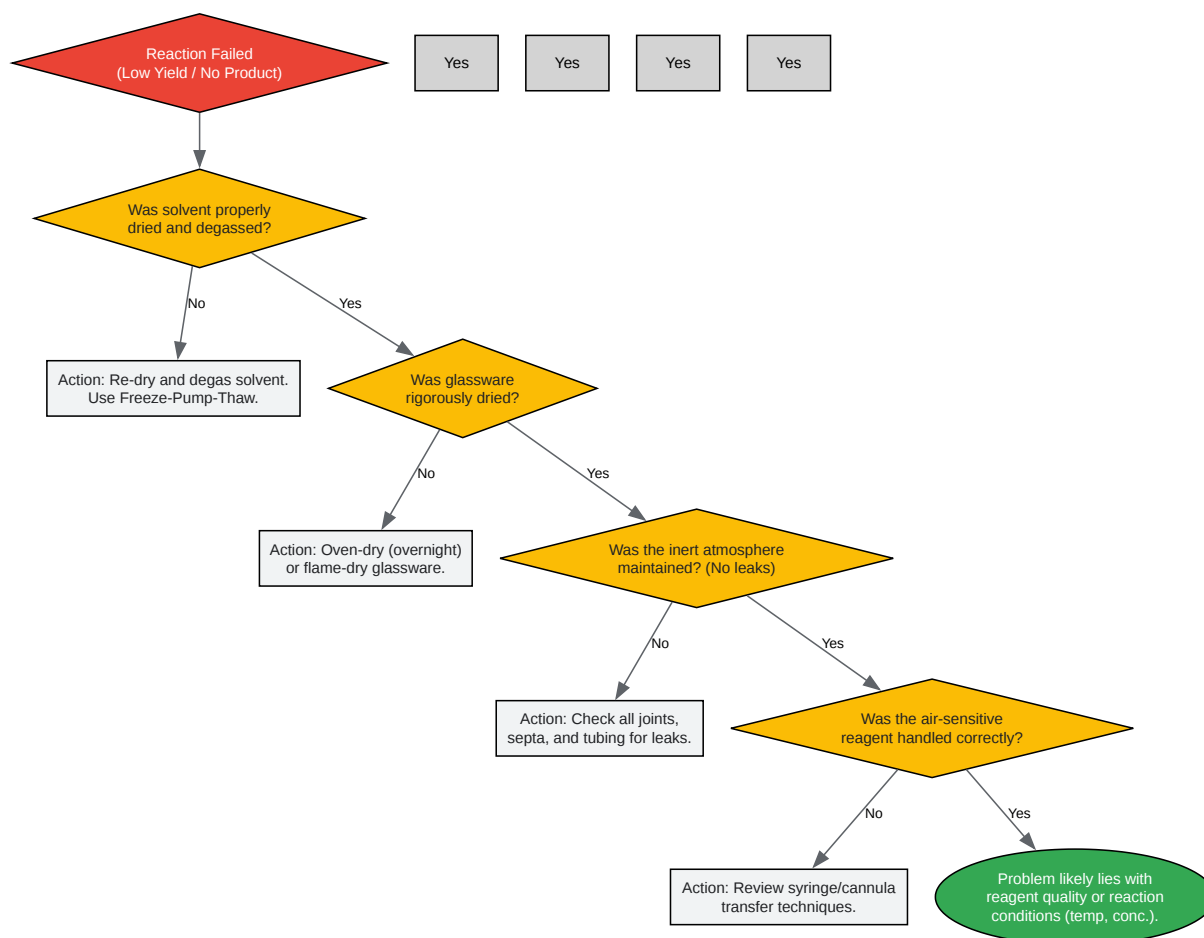 Reaction Failed
(Low Yield / No Product)
Yes
Yes
Yes
Yes
Was solvent properly
dried and degassed?
No
Yes
Action: Re-dry and degas solvent.
Use Freeze-Pump-Thaw.
Was glassware
rigorously dried?
No
Yes
Action: Oven-dry (overnight)
or flame-dry glassware.
Was the inert atmosphere
maintained? (No leaks)
No
Yes
Action: Check all joints,
septa, and tubing for leaks.
Was the air-sensitive
reagent handled correctly?
No
Yes
Action: Review syringe/cannula
transfer techniques.
Problem likely lies with
reagent quality or reaction
conditions (temp, conc.).